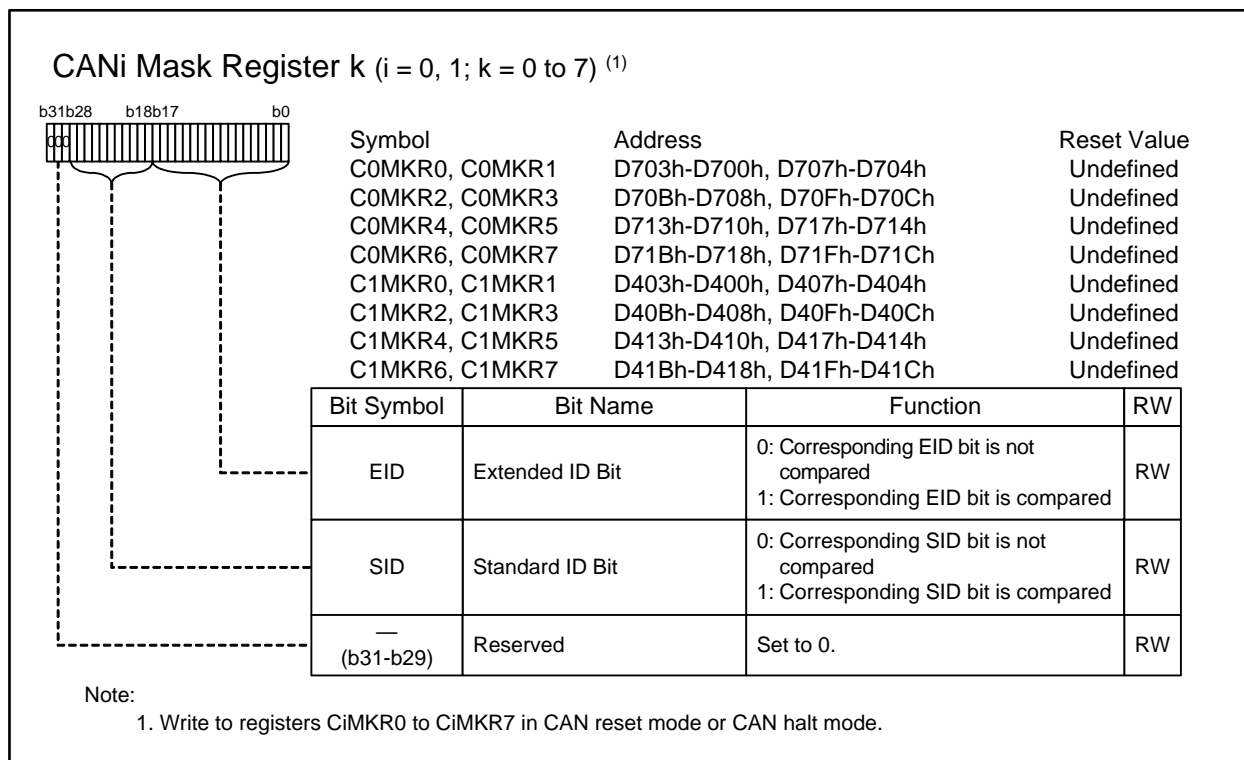 CANi Mask Register k (i = 0, 1; k = 0 to 7) (1)
b31b28 b18b17 b0
000
Symbol Address Reset Value
C0MKR0, C0MKR1 D703h-D700h, D707h-D704h Undefined
C0MKR2, C0MKR3 D70Bh-D708h, D70Fh-D70Ch Undefined
C0MKR4, C0MKR5 D713h-D710h, D717h-D714h Undefined
C0MKR6, C0MKR7 D71Bh-D718h, D71Fh-D71Ch Undefined
C1MKR0, C1MKR1 D403h-D400h, D407h-D404h Undefined
C1MKR2, C1MKR3 D40Bh-D408h, D40Fh-D40Ch Undefined
C1MKR4, C1MKR5 D413h-D410h, D417h-D414h Undefined
C1MKR6, C1MKR7 D41Bh-D418h, D41Fh-D41Ch Undefined
Bit Symbol Bit Name Function RW
EID Extended ID Bit 0: Corresponding EID bit is not
compared
1: Corresponding EID bit is compared RW
SID Standard ID Bit 0: Corresponding SID bit is not
compared
1: Corresponding SID bit is compared RW
—
(b31-b29) Reserved Set to 0. RW
Note:
1. Write to registers CiMKR0 to CiMKR7 in CAN reset mode or CAN halt mode.